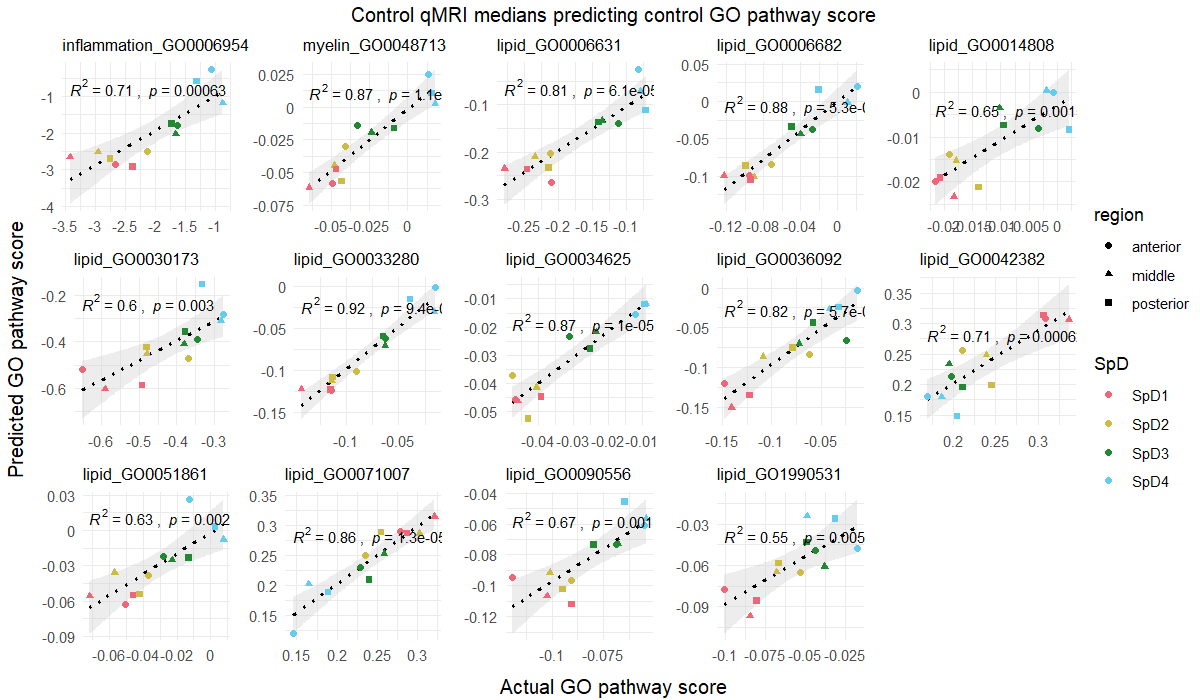 Control qMRI medians predicting control GO pathway score
inflammation_GO0006954
myelin_GO0048713
lipid_GO0006631
lipid_GO0006682
lipid_GO0014808
R² = 0.71 , p = 0.00063
R² = 0.87 , p = 1.1e
R² = 0.81 , p = 6.1e-05
R² = 0.88 , p = 5.3e-0
R² = 0.65 , p = 0.001
-1
-2
-3
-4
0.025
0
-0.025
-0.05
-0.075
-0.1
-0.2
-0.3
0.05
0
-0.05
-0.1
0
-0.01
-0.02
-3.5 -3 -2.5 -2 -1.5 -1
-0.05 -0.025 0
-0.25 -0.2 -0.15 -0.1
-0.12 -0.08 -0.04 0
-0.02 -0.015 -0.01 -0.005 0
lipid_GO0030173
lipid_GO0033280
lipid_GO0034625
lipid_GO0036092
lipid_GO0042382
R² = 0.6 , p = 0.003
R² = 0.92 , p = 9.4e-0
R² = 0.87 , p = 1e-05
R² = 0.82 , p = 5.7e-0
R² = 0.71 , p = 0.0006
-0.2
-0.4
-0.6
0
-0.05
-0.1
-0.15
-0.01
-0.02
-0.03
-0.04
-0.05
0
-0.05
-0.1
-0.15
0.35
0.3
0.25
0.2
0.15
-0.6 -0.5 -0.4 -0.3
-0.1 -0.05
-0.04 -0.03 -0.02 -0.01
-0.15 -0.1 -0.05
0.2 0.25 0.3
lipid_GO0051861
lipid_GO0071007
lipid_GO0090556
lipid_GO1990531
R² = 0.63 , p = 0.002
R² = 0.86 , p = 1.3e-05
R² = 0.67 , p = 0.001
R² = 0.55 , p = 0.005
0.03
0
-0.03
-0.06
-0.09
0.35
0.3
0.25
0.2
0.15
-0.04
-0.06
-0.08
-0.1
-0.12
-0.03
-0.06
-0.09
-0.06 -0.04 -0.02 0
0.15 0.2 0.25 0.3
-0.1 -0.075
-0.1 -0.075 -0.05 -0.025
Predicted GO pathway score
Actual GO pathway score
region
anterior
middle
posterior
SpD
SpD1
SpD2
SpD3
SpD4